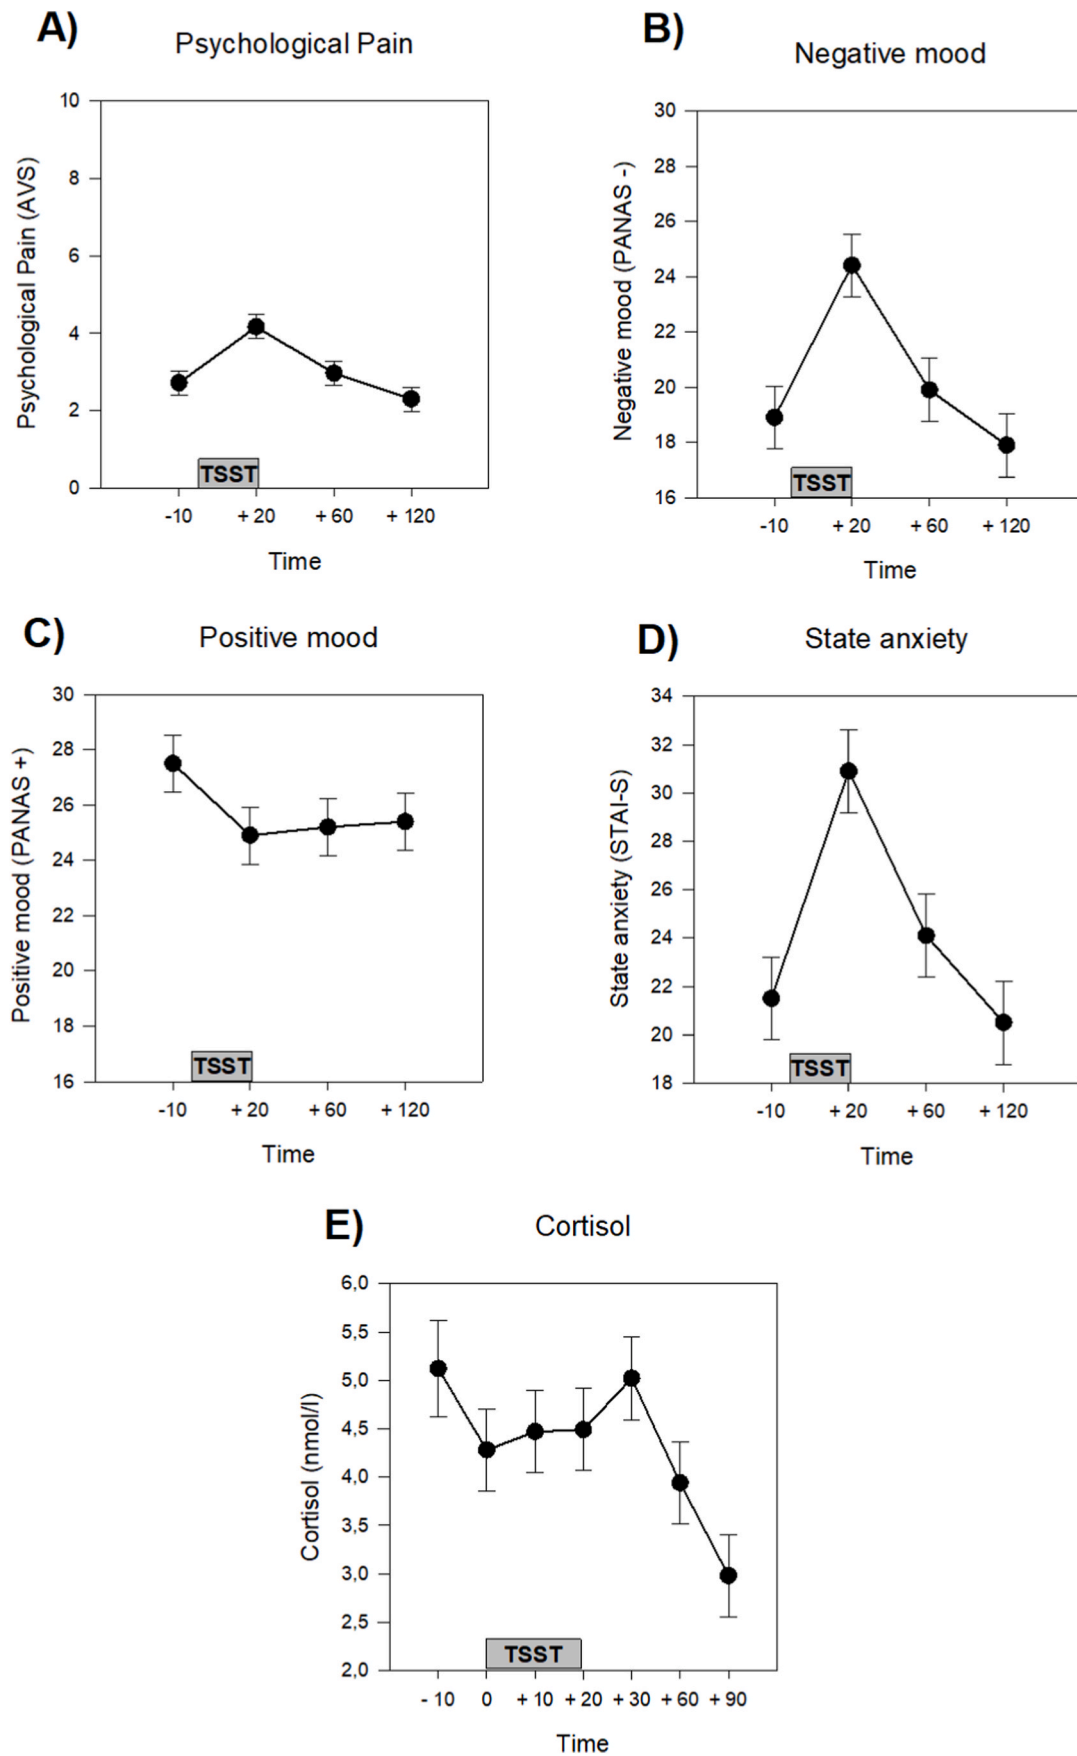 A)
Psychological Pain
Psychological Pain (AVS)
10
8
6
4
2
0
TSST
-10 + 20 + 60 + 120
Time
B)
Negative mood
Negative mood (PANAS -)
30
28
26
24
22
20
18
16
TSST
-10 + 20 + 60 + 120
Time
C)
Positive mood
Positive mood (PANAS +)
30
28
26
24
22
20
18
16
TSST
-10 + 20 + 60 + 120
Time
D)
State anxiety
State anxiety (STAI-S)
34
32
30
28
26
24
22
20
18
TSST
-10 + 20 + 60 + 120
Time
E)
Cortisol
Cortisol (nmol/l)
6,0
5,5
5,0
4,5
4,0
3,5
3,0
2,5
2,0
TSST
- 10 0 + 10 + 20 + 30 + 60 + 90
Time